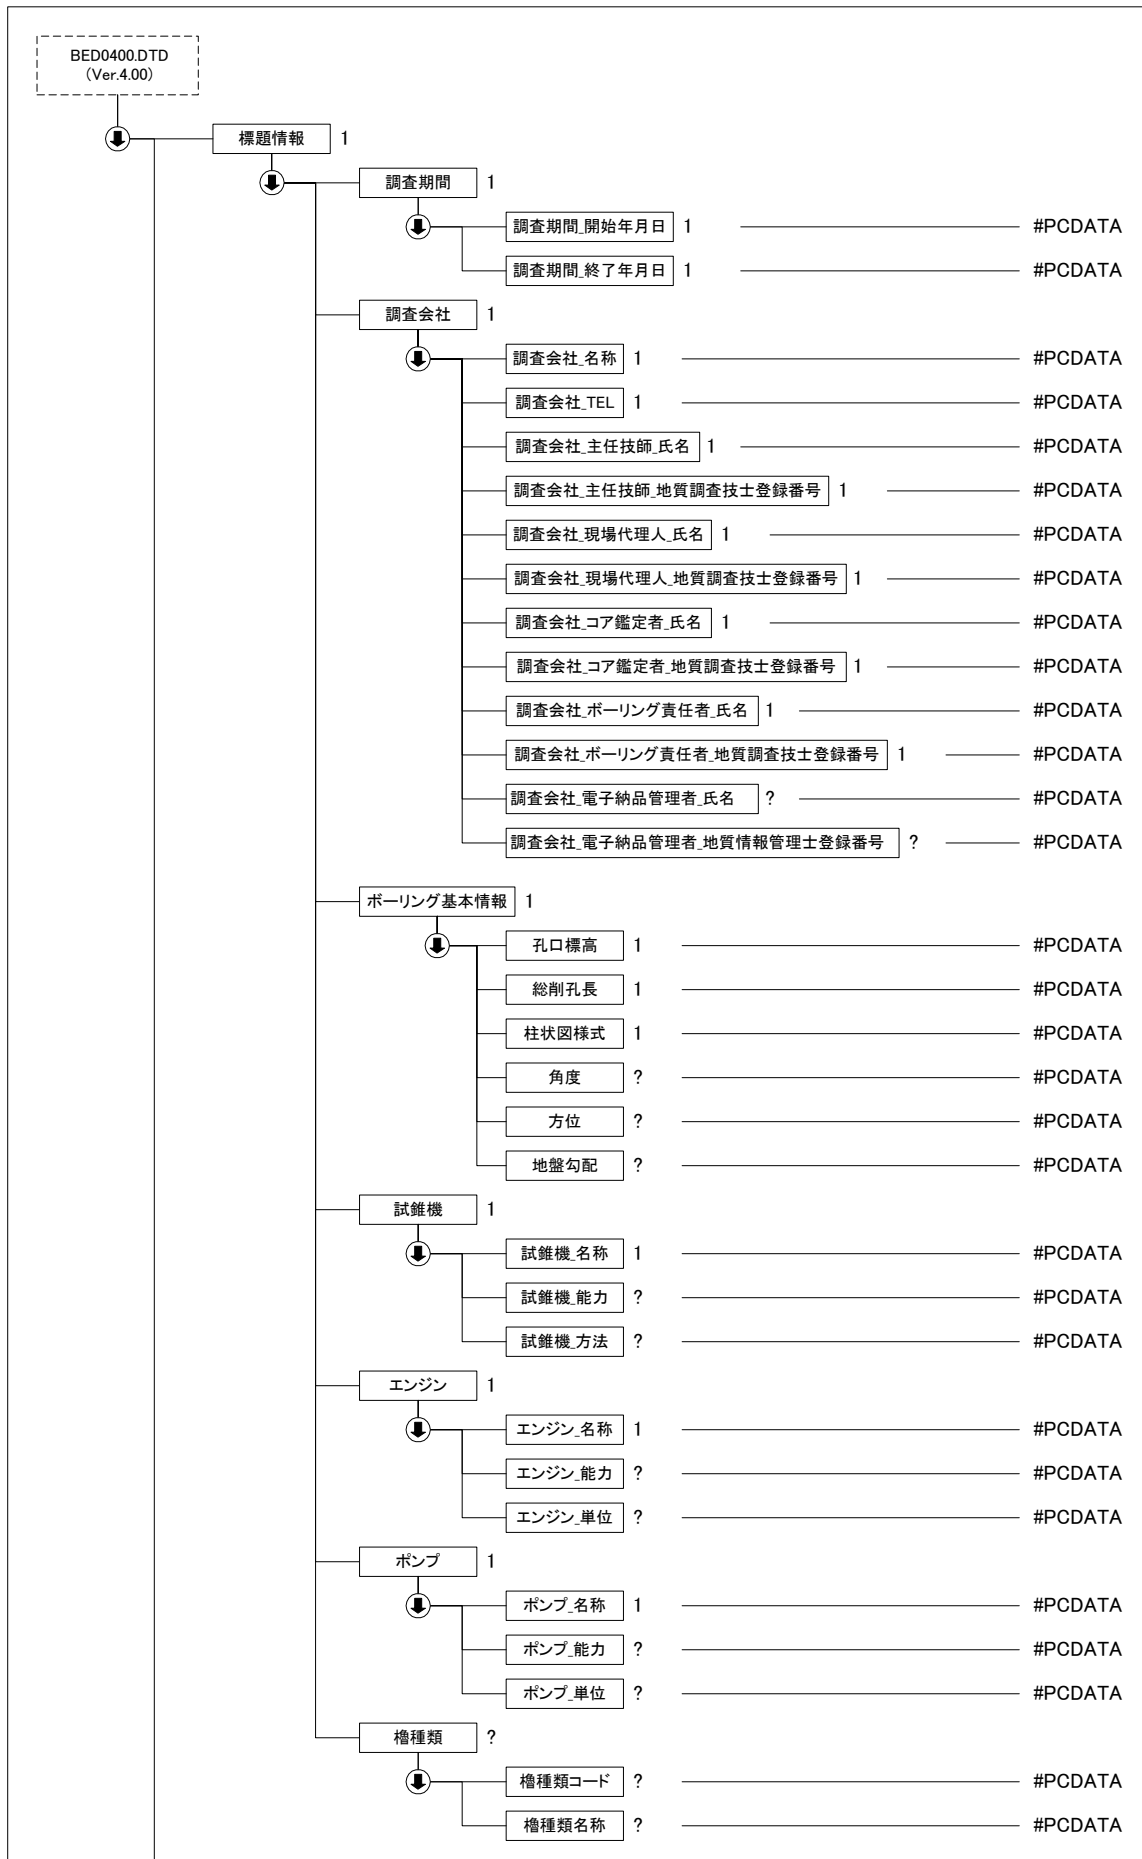 BED0400.DTD
(Ver.4.00)
標題情報 1
調査期間 1
調査期間_開始年月日 1 #PCDATA
調査期間_終了年月日 1 #PCDATA
調査会社 1
調査会社_名称 1 #PCDATA
調査会社_TEL 1 #PCDATA
調査会社_主任技師_氏名 1 #PCDATA
調査会社_主任技師_地質調査技士登録番号 1 #PCDATA
調査会社_現場代理人_氏名 1 #PCDATA
調査会社_現場代理人_地質調査技士登録番号 1 #PCDATA
調査会社_コア鑑定者_氏名 1 #PCDATA
調査会社_コア鑑定者_地質調査技士登録番号 1 #PCDATA
調査会社_ボーリング責任者_氏名 1 #PCDATA
調査会社_ボーリング責任者_地質調査技士登録番号 1 #PCDATA
調査会社_電子納品管理者_氏名 ? #PCDATA
調査会社_電子納品管理者_地質情報管理士登録番号 ? #PCDATA
ボーリング基本情報 1
孔口標高 1 #PCDATA
総削孔長 1 #PCDATA
柱状図様式 1 #PCDATA
角度 ? #PCDATA
方位 ? #PCDATA
地盤勾配 ? #PCDATA
試錐機 1
試錐機_名称 1 #PCDATA
試錐機_能力 ? #PCDATA
試錐機_方法 ? #PCDATA
エンジン 1
エンジン_名称 1 #PCDATA
エンジン_能力 ? #PCDATA
エンジン_単位 ? #PCDATA
ポンプ 1
ポンプ_名称 1 #PCDATA
ポンプ_能力 ? #PCDATA
ポンプ_単位 ? #PCDATA
櫓種類 ?
櫓種類コード ? #PCDATA
櫓種類名称 ? #PCDATA